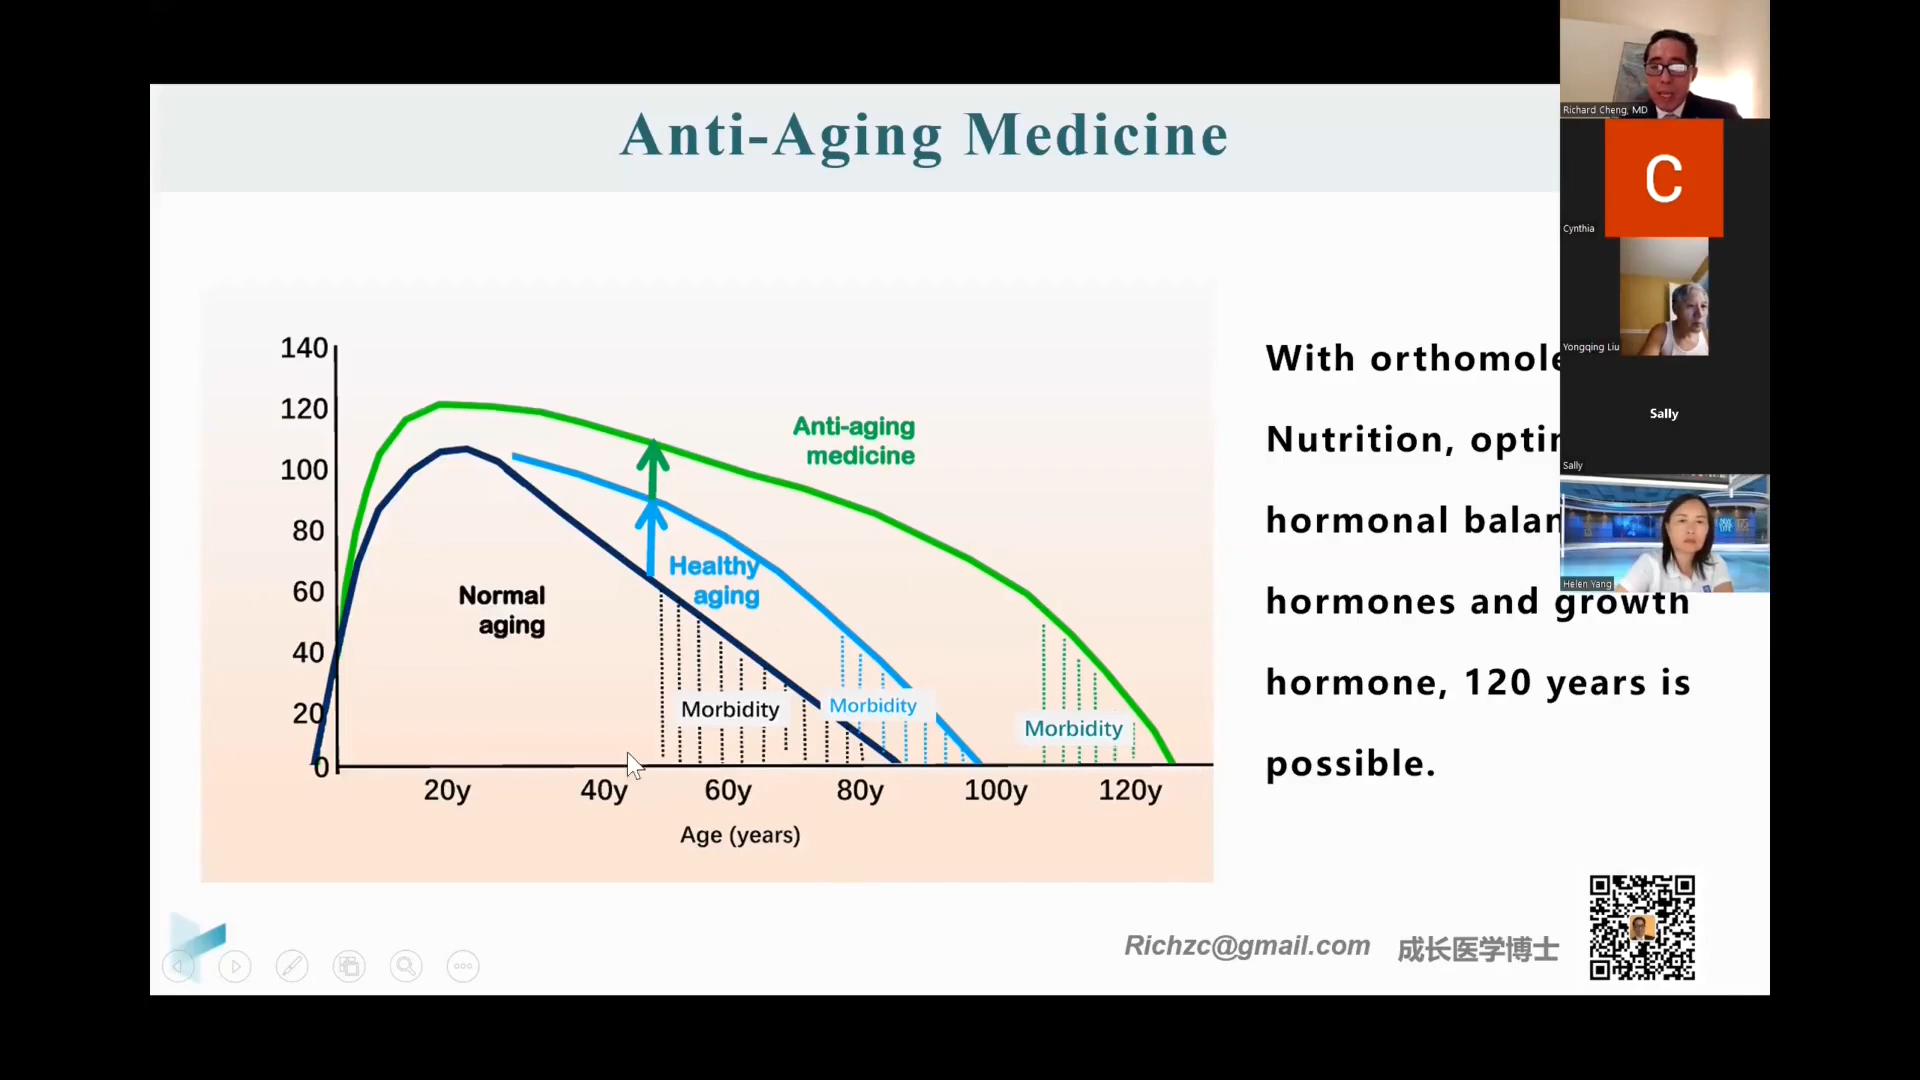 Anti-Aging Medicine
140
120
100
80
60
40
20
0
20y
40y
60y
80y
100y
120y
Age (years)
Anti-aging
medicine
Healthy
aging
Normal
aging
Morbidity
Morbidity
Morbidity
With orthomole
Nutrition, optin
hormonal balan
hormones and growth
hormone, 120 years is
possible.
Richzc@gmail.com 成长医学博士
Richard Cheng, MD
C
Cynthia
Yongqing Liu
Sally
Sally
Helen Yang